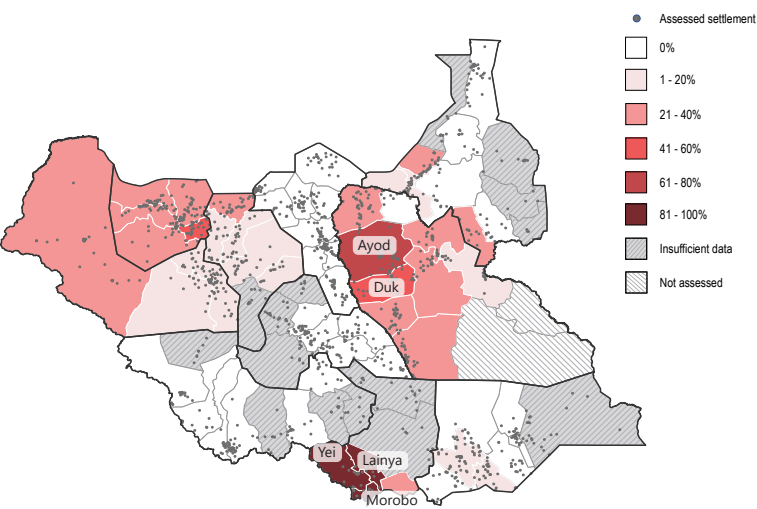 Assessed settlement
0%
1 - 20%
21 - 40%
41 - 60%
61 - 80%
81 - 100%
Insufficient data
Not assessed
Ayod
Duk
Yei
Lainya
Morobo